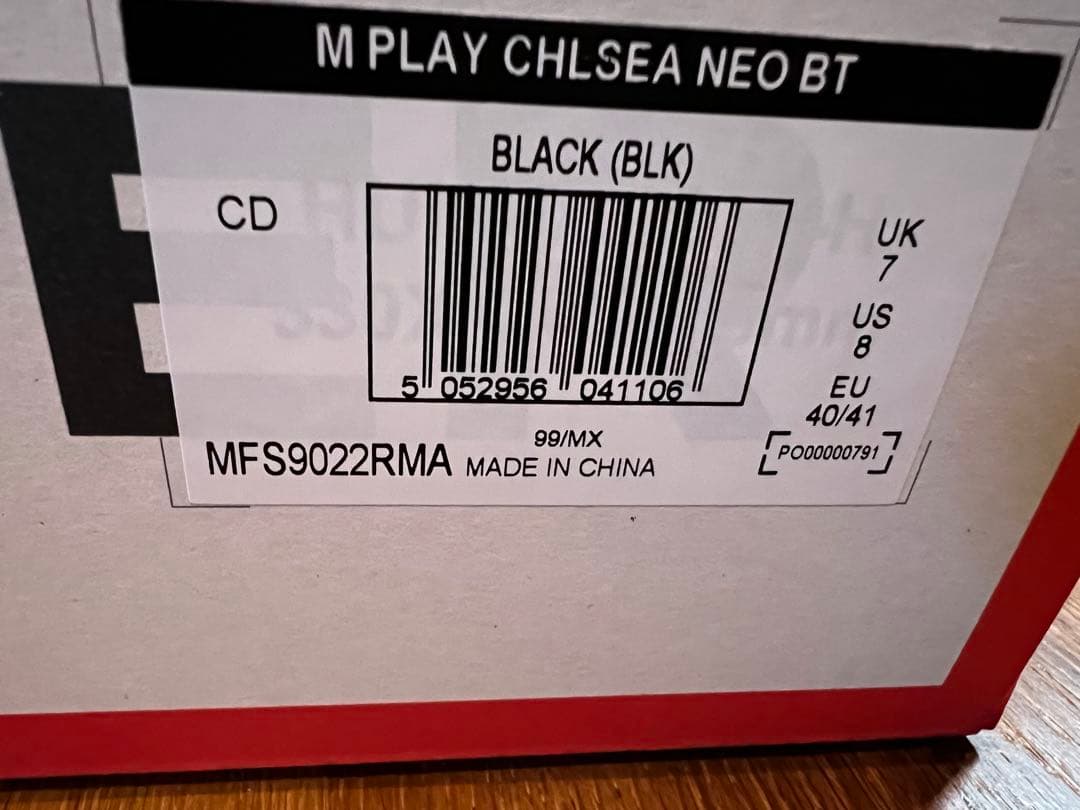 M PLAY CHLSEA NEO BT
BLACK (BLK)
CD
5 052956 041106
UK
7
US
8
EU
40/41
99/MX
MFS9022RMA MADE IN CHINA
PO00000791